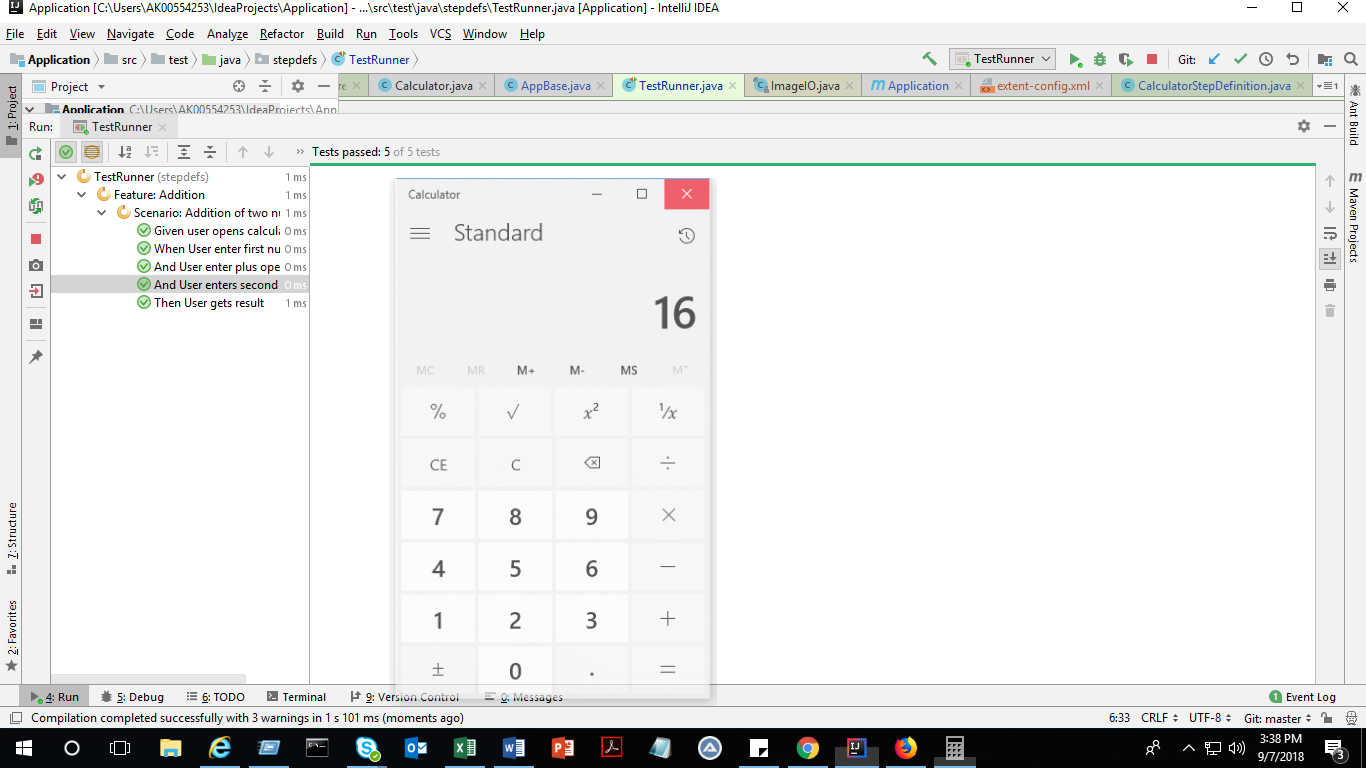 Application [C:\Users\AK00554253\IdeaProjects\Application] - ...\src\test\java\stepdefs\TestRunner.java [Application] - IntelliJ IDEA
File Edit View Navigate Code Analyze Refactor Build Run Tools VCS Window Help
Application src test java stepdefs TestRunner TestRunner Git:
Project Calculator.java AppBase.java TestRunner.java ImageIO.java Application extent-config.xml CalculatorStepDefinition.java
Application C:\Users\AK00554253\IdeaProjects\App
Run: TestRunner
Tests passed: 5 of 5 tests
TestRunner (stepdefs) 1 ms
Feature: Addition 1 ms
Scenario: Addition of two nu 1 ms
Given user opens calcula 0 ms
When User enter first nu 0 ms
And User enter plus ope 0 ms
And User enters second 0 ms
Then User gets result 1 ms
Calculator
Standard
16
MC MR M+ M- MS M˅
% √ x² ¹/x
CE C ÷
7 8 9 ×
4 5 6 −
1 2 3 +
± 0 . =
1: Project
7: Structure
2: Favorites
Ant Build
Maven Projects
4: Run 5: Debug 6: TODO Terminal 9: Version Control 0: Messages 1 Event Log
Compilation completed successfully with 3 warnings in 1 s 101 ms (moments ago) 6:33 CRLF UTF-8 Git: master
3:38 PM
9/7/2018
3